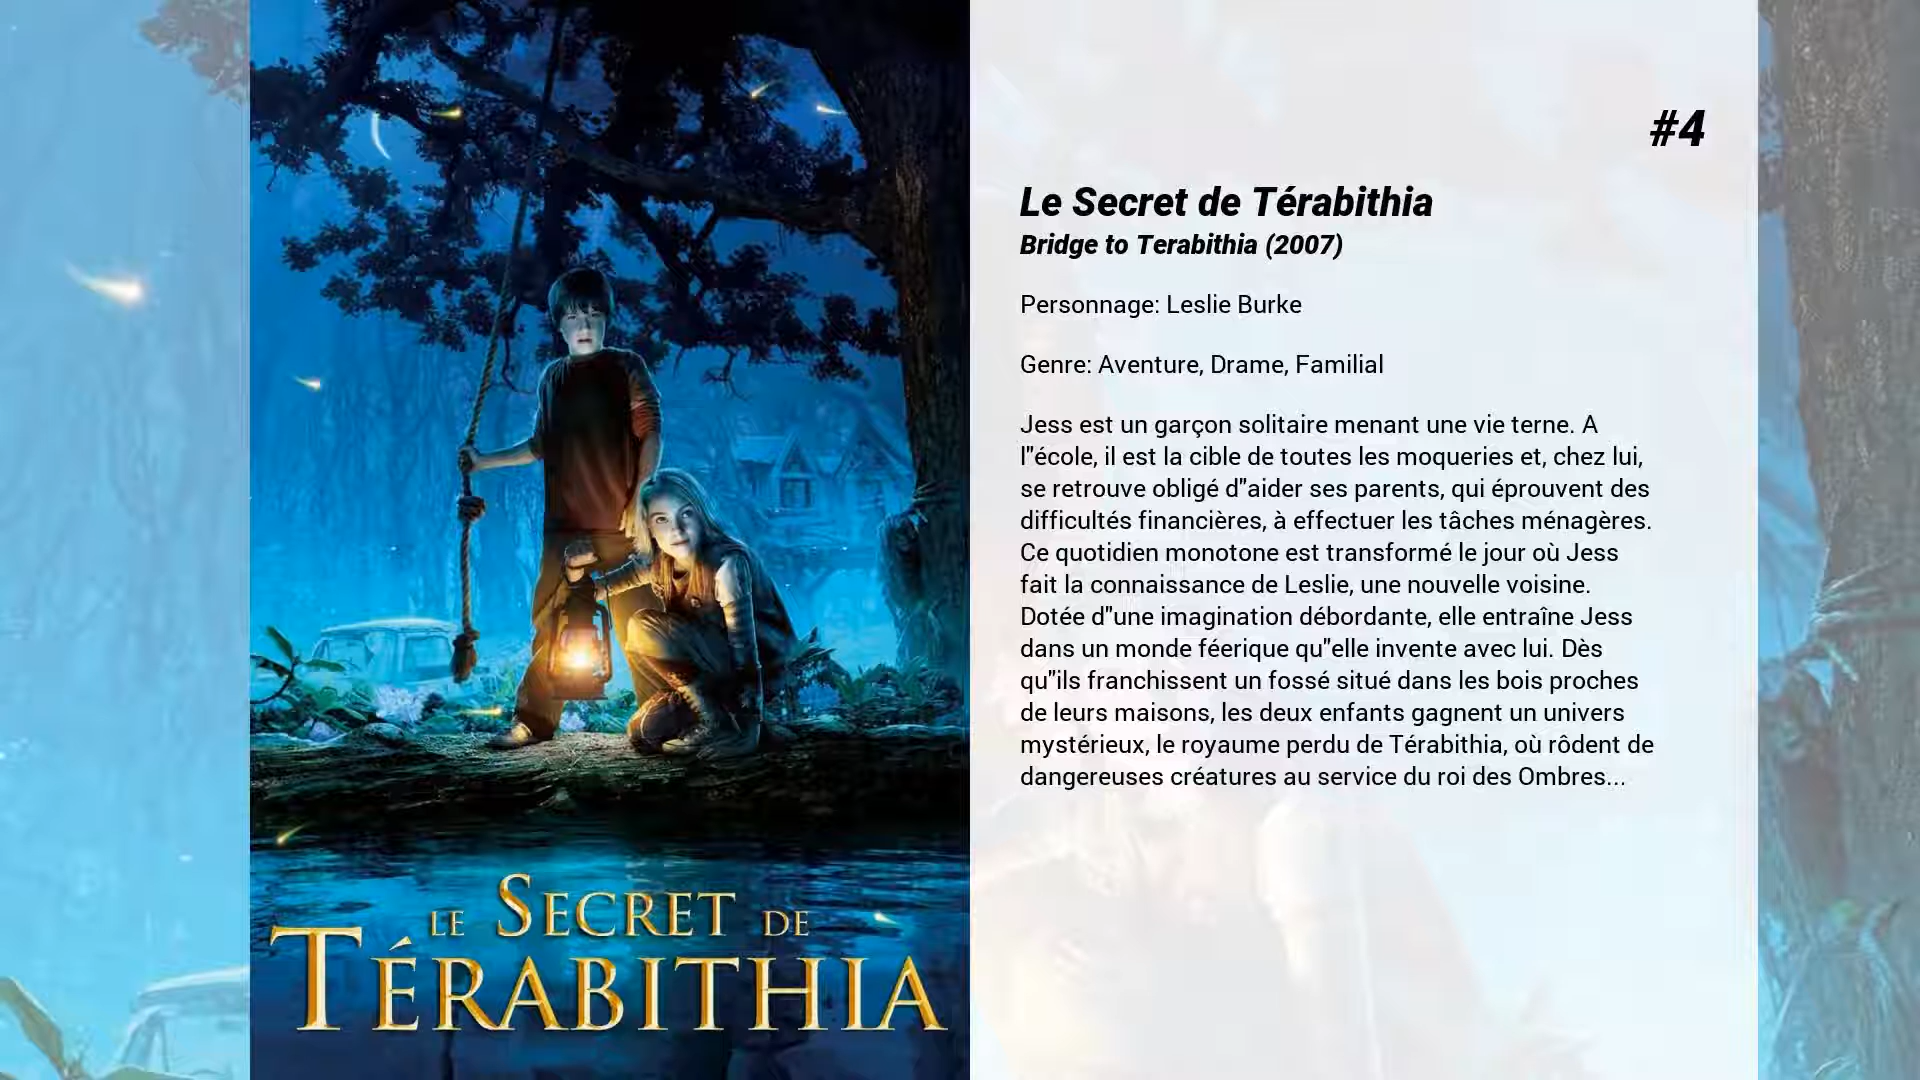 #4
Le Secret de Térabithia
Bridge to Terabithia (2007)
Personnage: Leslie Burke
Genre: Aventure, Drame, Familial
Jess est un garçon solitaire menant une vie terne. A
l"école, il est la cible de toutes les moqueries et, chez lui,
se retrouve obligé d"aider ses parents, qui éprouvent des
difficultés financières, à effectuer les tâches ménagères.
Ce quotidien monotone est transformé le jour où Jess
fait la connaissance de Leslie, une nouvelle voisine.
Dotée d"une imagination débordante, elle entraîne Jess
dans un monde féerique qu"elle invente avec lui. Dès
qu"ils franchissent un fossé situé dans les bois proches
de leurs maisons, les deux enfants gagnent un univers
mystérieux, le royaume perdu de Térabithia, où rôdent de
dangereuses créatures au service du roi des Ombres...
LE SECRET DE
TÉRABITHIA